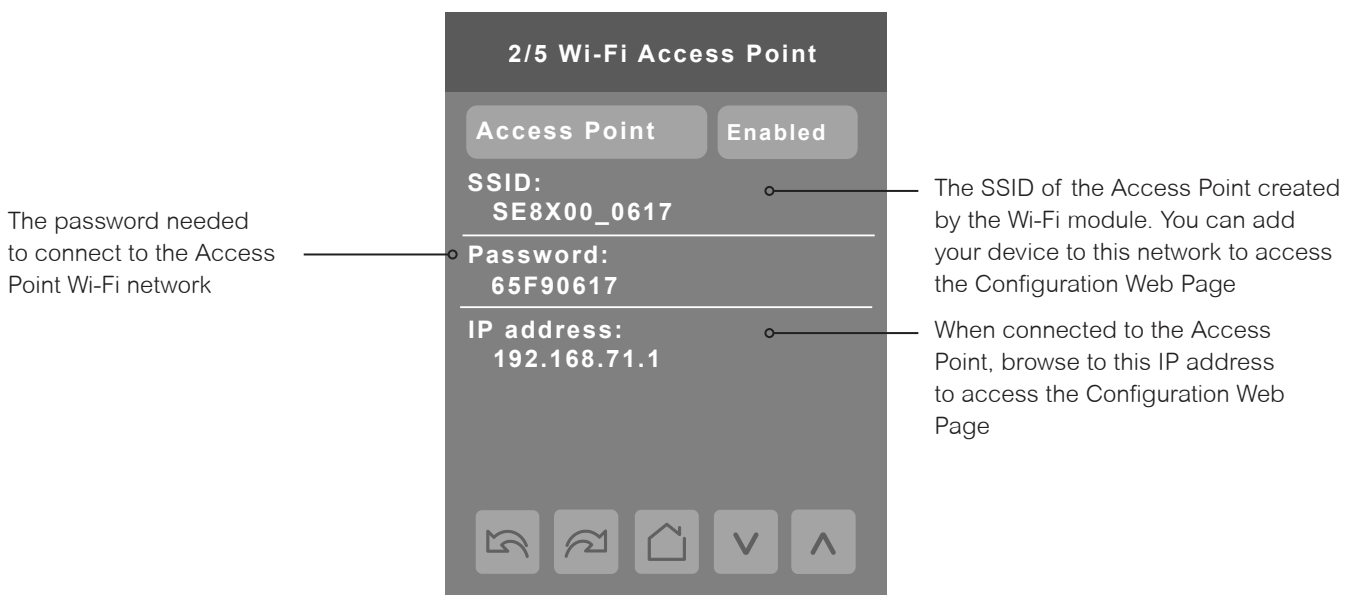 2/5 Wi-Fi Access Point
Access Point
Enabled
SSID:
SE8X00_0617
Password:
65F90617
IP address:
192.168.71.1
The password needed
to connect to the Access
Point Wi-Fi network
The SSID of the Access Point created
by the Wi-Fi module. You can add
your device to this network to access
the Configuration Web Page
When connected to the Access
Point, browse to this IP address
to access the Configuration Web
Page